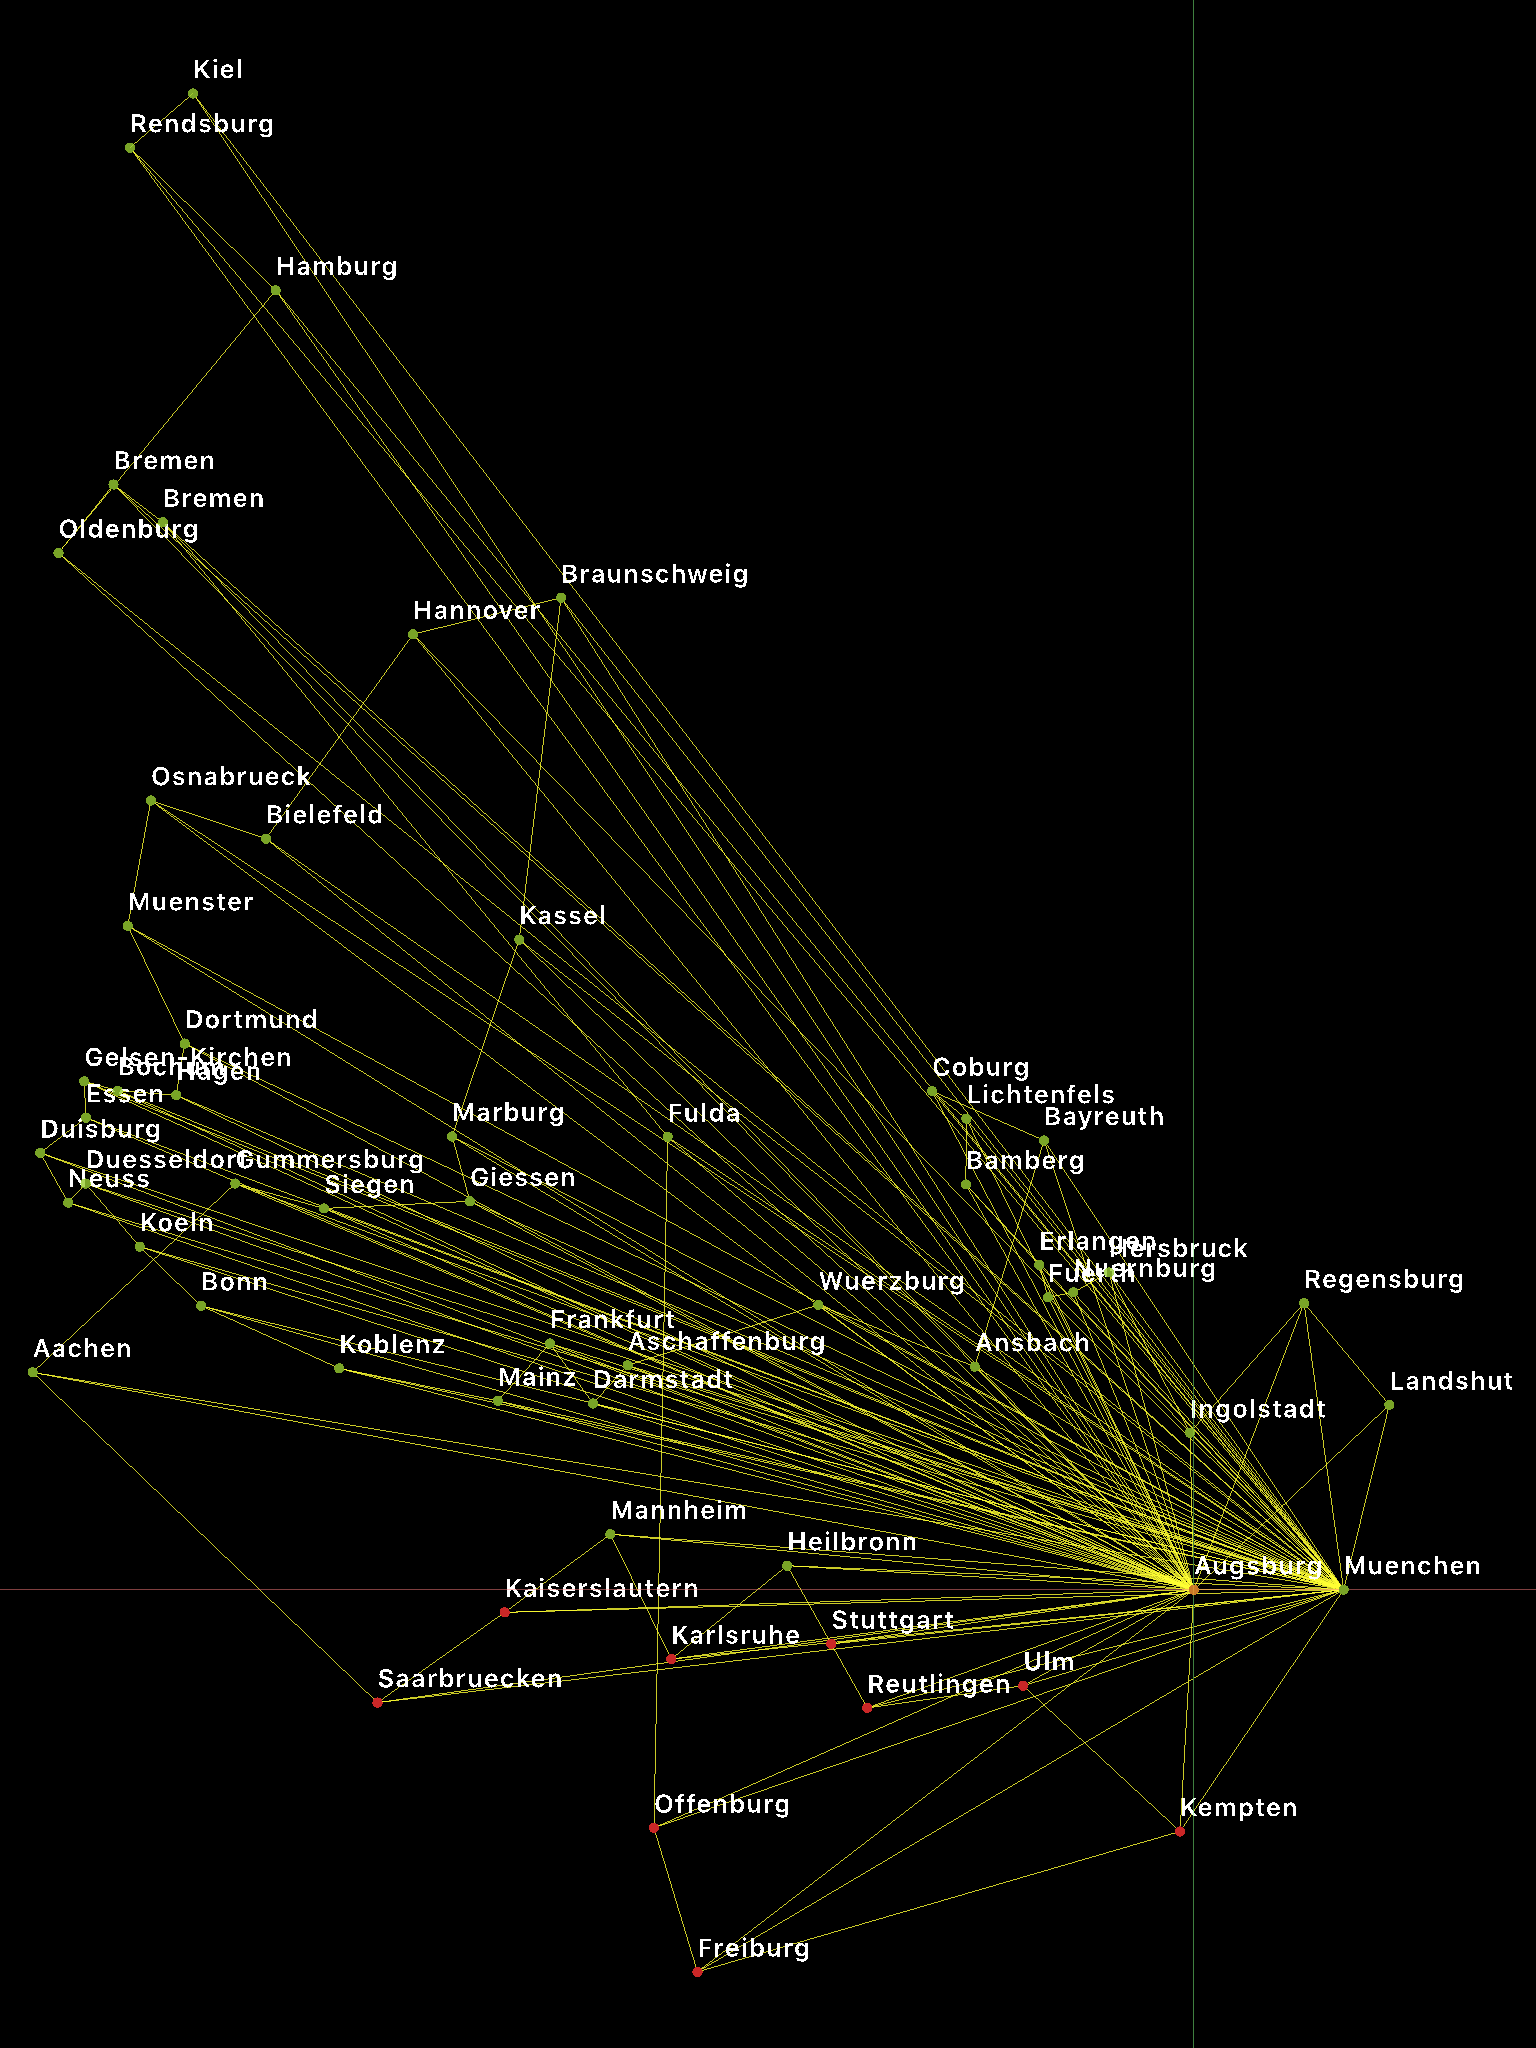 Kiel
Rendsburg
Hamburg
Bremen
Bremen
Oldenburg
Braunschweig
Hannover
Osnabrueck
Bielefeld
Muenster
Kassel
Dortmund
Gelsen-Kirchen
Bochum
Hagen
Coburg
Essen
Lichtenfels
Marburg
Fulda
Bayreuth
Duisburg
Duesseldorf
Gummersburg
Bamberg
Neuss
Siegen
Giessen
Koeln
Erlangen
Hersbruck
Fuerth
Nuernburg
Bonn
Wuerzburg
Regensburg
Frankfurt
Aschaffenburg
Aachen
Koblenz
Ansbach
Mainz
Darmstadt
Landshut
Ingolstadt
Mannheim
Heilbronn
Augsburg
Muenchen
Kaiserslautern
Stuttgart
Karlsruhe
Ulm
Saarbruecken
Reutlingen
Offenburg
Kempten
Freiburg